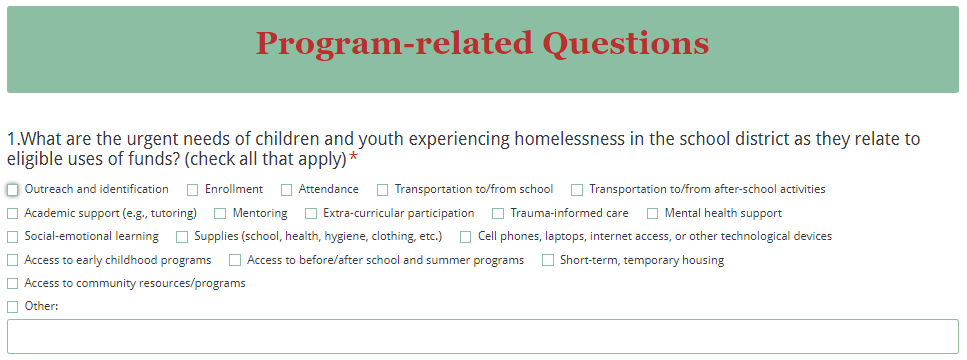 Program-related Questions
1.What are the urgent needs of children and youth experiencing homelessness in the school district as they relate to
eligible uses of funds? (check all that apply)*
Outreach and identification Enrollment Attendance Transportation to/from school Transportation to/from after-school activities
Academic support (e.g., tutoring) Mentoring Extra-curricular participation Trauma-informed care Mental health support
Social-emotional learning Supplies (school, health, hygiene, clothing, etc.) Cell phones, laptops, internet access, or other technological devices
Access to early childhood programs Access to before/after school and summer programs Short-term, temporary housing
Access to community resources/programs
Other: